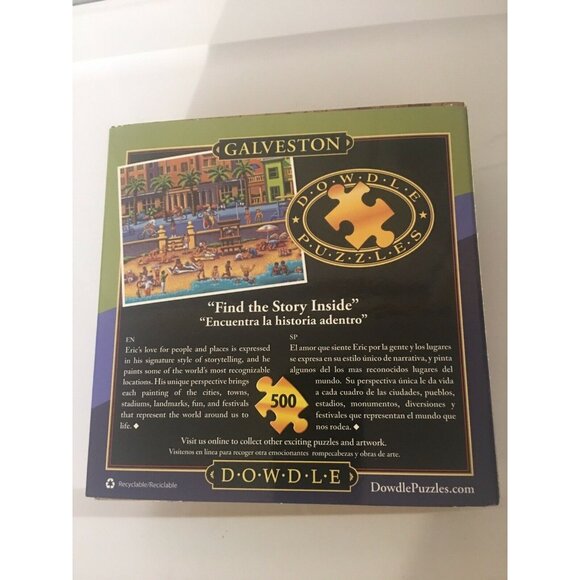 GALVESTON
D·O·W·D·L·E
P·U·Z·Z·L·E·S
“Find the Story Inside”
“Encuentra la historia adentro”
EN
Eric's love for people and places is expressed
in his signature style of storytelling, and he
paints some of the world's most recognizable
locations. His unique perspective brings
each painting of the cities, towns,
stadiums, landmarks, fun, and festivals
that represent the world around us to
life. ◆
500
SP
El amor que siente Eric por la gente y los lugares
se expresa en su estilo único de narrativa, y pinta
algunos del los mas reconocidos lugares del
mundo. Su perspectiva única le da vida
a cada cuadro de las ciudades, pueblos,
estadios, monumentos, diversiones y
festivales que representan el mundo que
nos rodea. ◆
Visit us online to collect other exciting puzzles and artwork.
Visítenos en línea para recoger otra emocionantes rompecabezas y obras de arte.
Recyclable/Reciclable
D·O·W·D·L·E
DowdlePuzzles.com